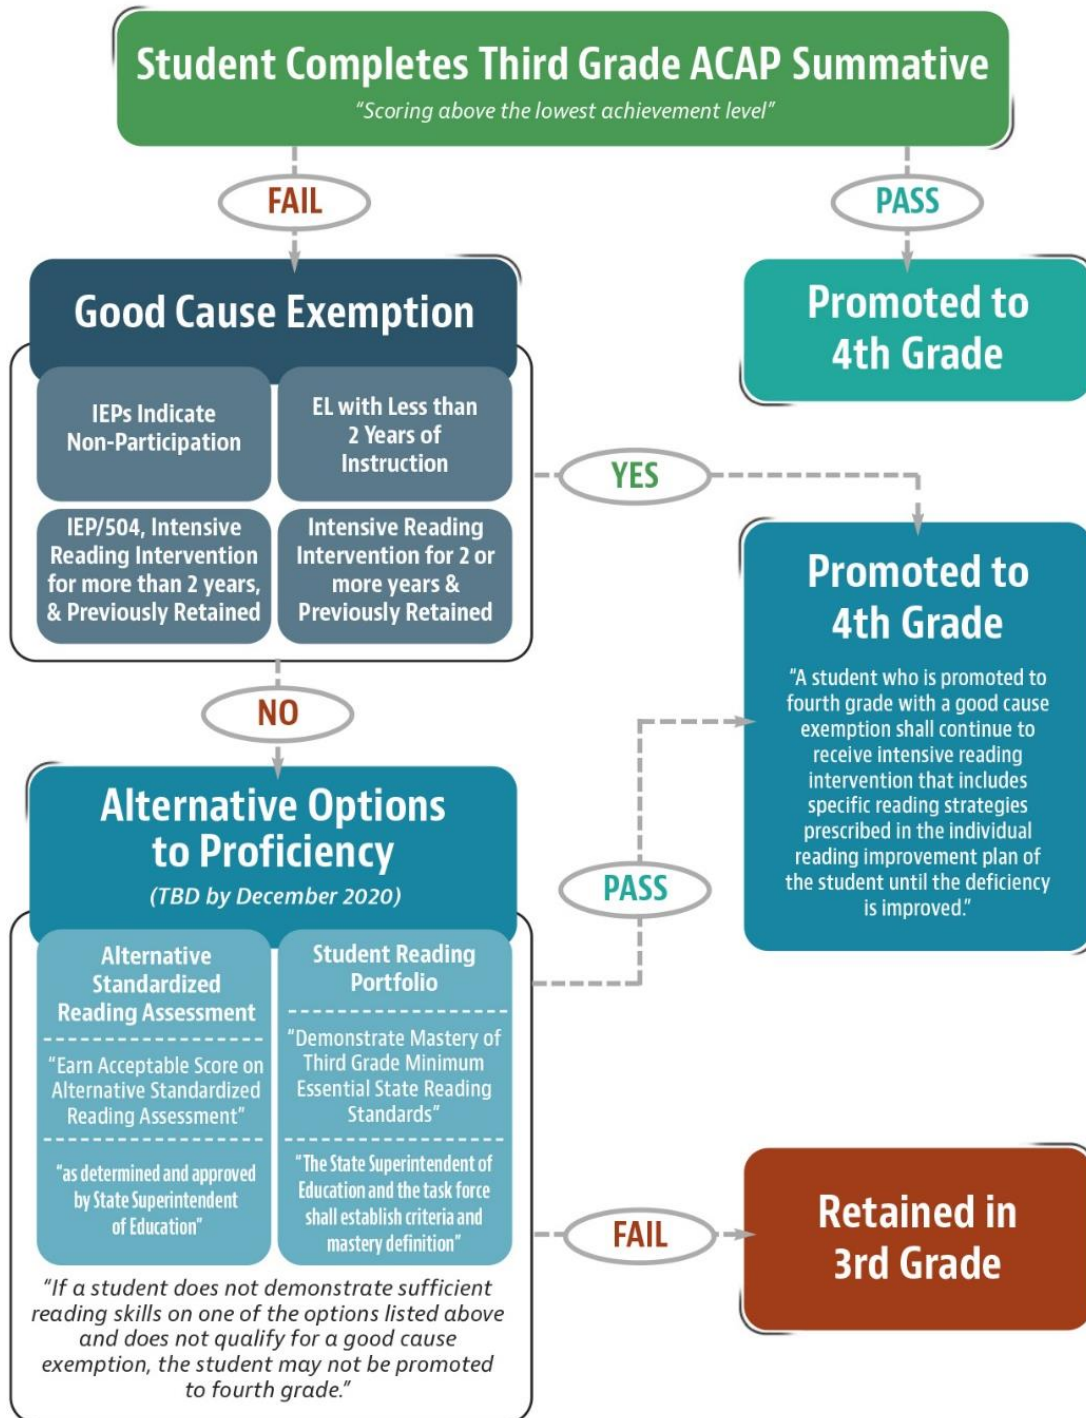 Student Completes Third Grade ACAP Summative
“Scoring above the lowest achievement level”
FAIL
PASS
Good Cause Exemption
IEPs Indicate
Non-Participation
EL with Less than
2 Years of
Instruction
IEP/504, Intensive
Reading Intervention
for more than 2 years,
& Previously Retained
Intensive Reading
Intervention for 2 or
more years &
Previously Retained
Promoted to
4th Grade
YES
Promoted to
4th Grade
“A student who is promoted to
fourth grade with a good cause
exemption shall continue to
receive intensive reading
intervention that includes
specific reading strategies
prescribed in the individual
reading improvement plan of
the student until the deficiency
is improved.”
NO
Alternative Options
to Proficiency
(TBD by December 2020)
Alternative
Standardized
Reading Assessment
“Earn Acceptable Score on
Alternative Standardized
Reading Assessment”
“as determined and approved
by State Superintendent
of Education”
Student Reading
Portfolio
“Demonstrate Mastery of
Third Grade Minimum
Essential State Reading
Standards”
“The State Superintendent of
Education and the task force
shall establish criteria and
mastery definition”
PASS
FAIL
Retained in
3rd Grade
“If a student does not demonstrate sufficient
reading skills on one of the options listed above
and does not qualify for a good cause
exemption, the student may not be promoted
to fourth grade.”